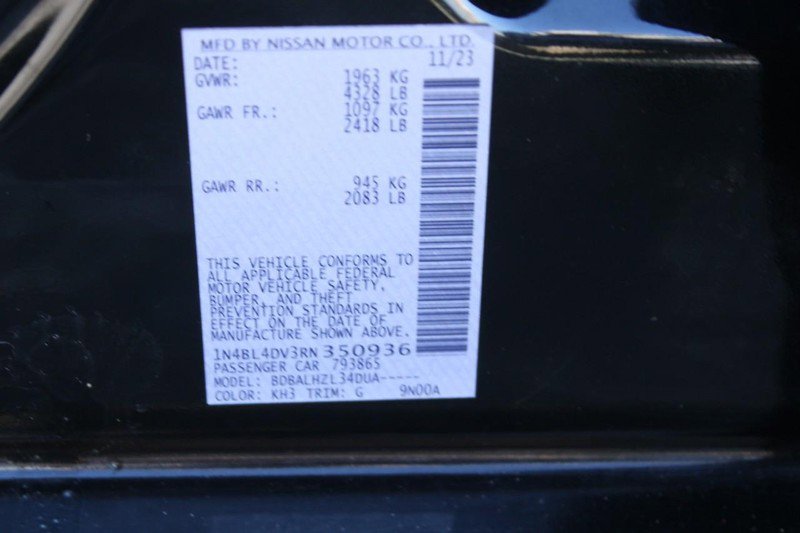 MFD BY NISSAN MOTOR CO., LTD.
DATE: 11/23
GVWR: 1963 KG
4328 LB
GAWR FR.: 1097 KG
2418 LB
GAWR RR.: 945 KG
2083 LB
THIS VEHICLE CONFORMS TO
ALL APPLICABLE FEDERAL
MOTOR VEHICLE SAFETY,
BUMPER, AND THEFT
PREVENTION STANDARDS IN
EFFECT ON THE DATE OF
MANUFACTURE SHOWN ABOVE.
1N4BL4DV3RN350936
PASSENGER CAR 793865
MODEL: BDBALHZL34DUA-----
COLOR: KH3 TRIM: G 9N00A